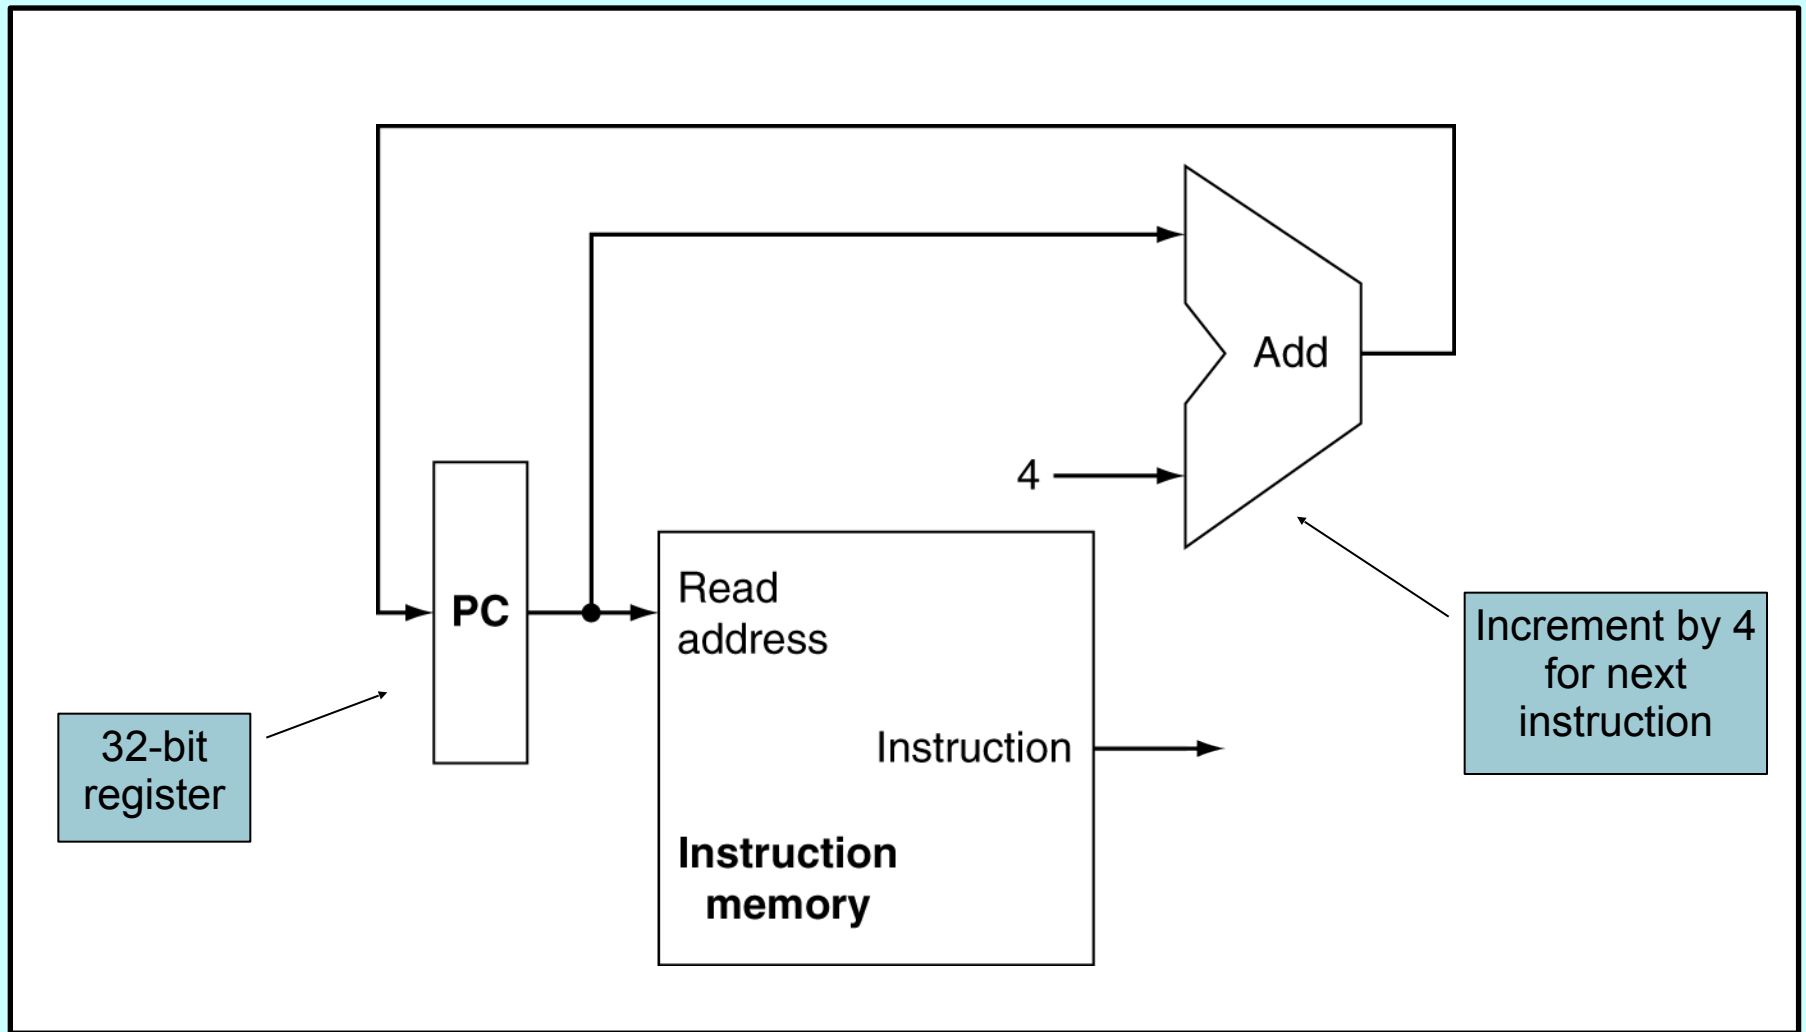 Add
4
PC
Read
address
Instruction
Instruction
memory
32-bit
register
Increment by 4
for next
instruction